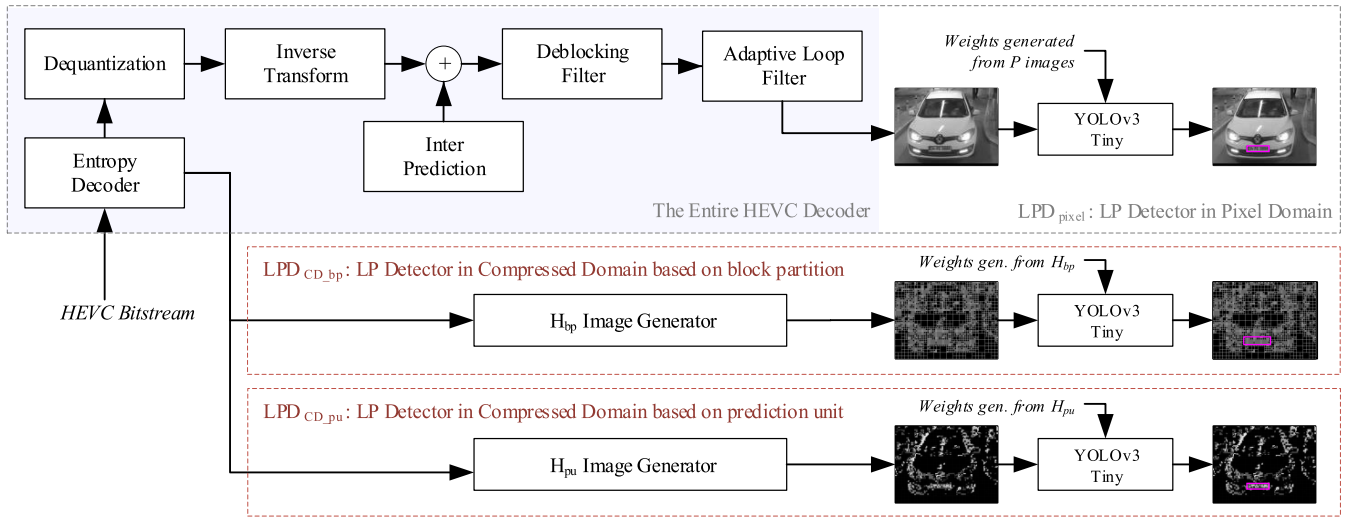 Dequantization
Inverse
Transform
+
Deblocking
Filter
Adaptive Loop
Filter
Weights generated
from P images
YOLOv3
Tiny
Entropy
Decoder
Inter
Prediction
The Entire HEVC Decoder
LPD pixel : LP Detector in Pixel Domain
HEVC Bitstream
LPD CD_bp : LP Detector in Compressed Domain based on block partition
Weights gen. from Hbp
Hbp Image Generator
YOLOv3
Tiny
LPD CD_pu : LP Detector in Compressed Domain based on prediction unit
Weights gen. from Hpu
Hpu Image Generator
YOLOv3
Tiny